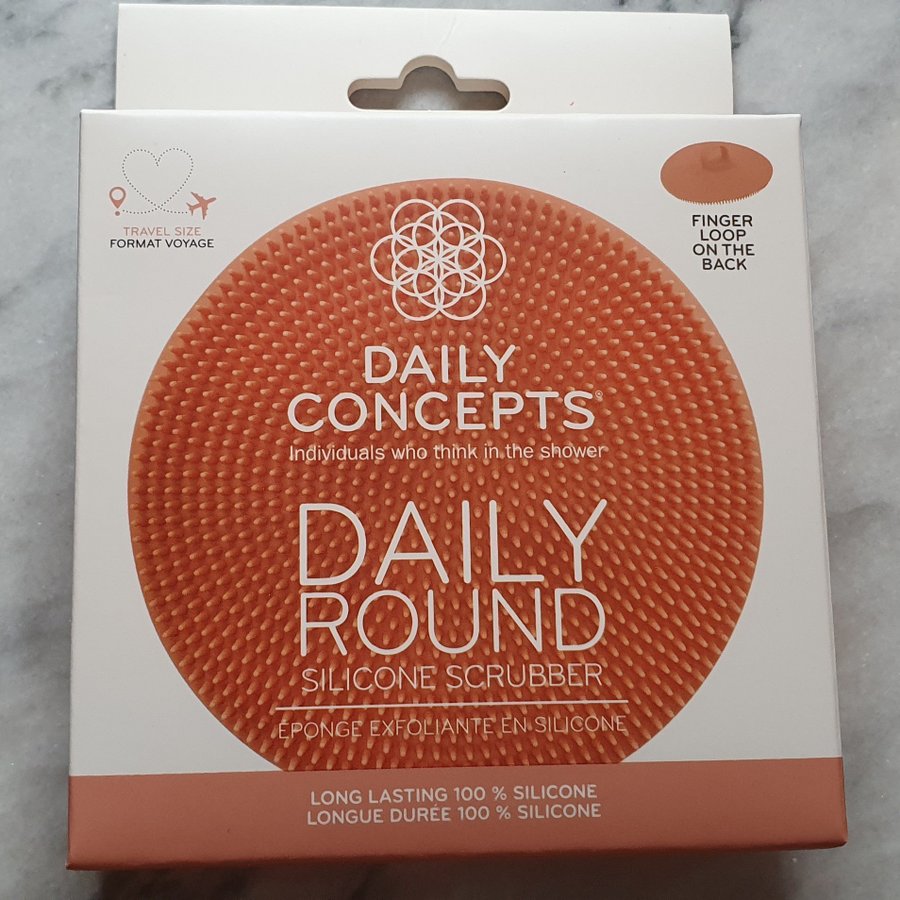 TRAVEL SIZE
FORMAT VOYAGE
FINGER
LOOP
ON THE
BACK
DAILY
CONCEPTS®
Individuals who think in the shower
DAILY
ROUND
SILICONE SCRUBBER
ÉPONGE EXFOLIANTE EN SILICONE
LONG LASTING 100 % SILICONE
LONGUE DURÉE 100 % SILICONE